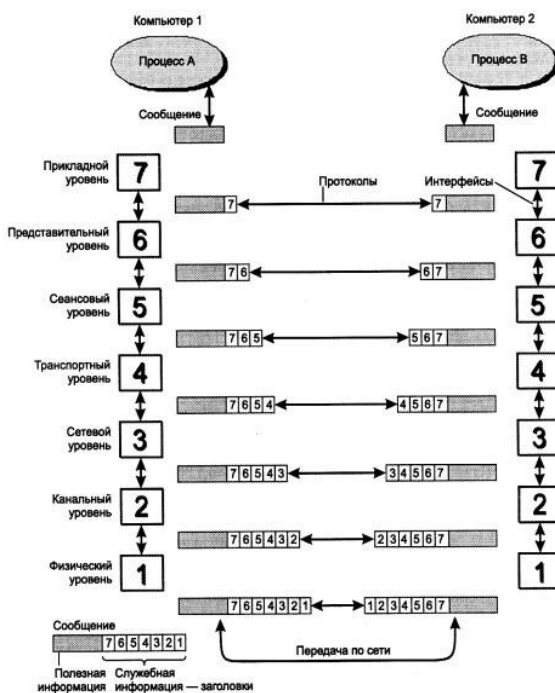 Компьютер 1
Компьютер 2
Процесс A
Процесс B
Сообщение
Сообщение
Прикладной
уровень
7
7
Протоколы
Интерфейсы
7
7
Представительный
уровень
6
6
7 6
6 7
Сеансовый
уровень
5
5
7 6 5
5 6 7
Транспортный
уровень
4
4
7 6 5 4
4 5 6 7
Сетевой
уровень
3
3
7 6 5 4 3
3 4 5 6 7
Канальный
уровень
2
2
7 6 5 4 3 2
2 3 4 5 6 7
Физический
уровень
1
1
7 6 5 4 3 2 1
1 2 3 4 5 6 7
Сообщение
7 6 5 4 3 2 1
Передача по сети
Полезная
информация
Служебная
информация — заголовки